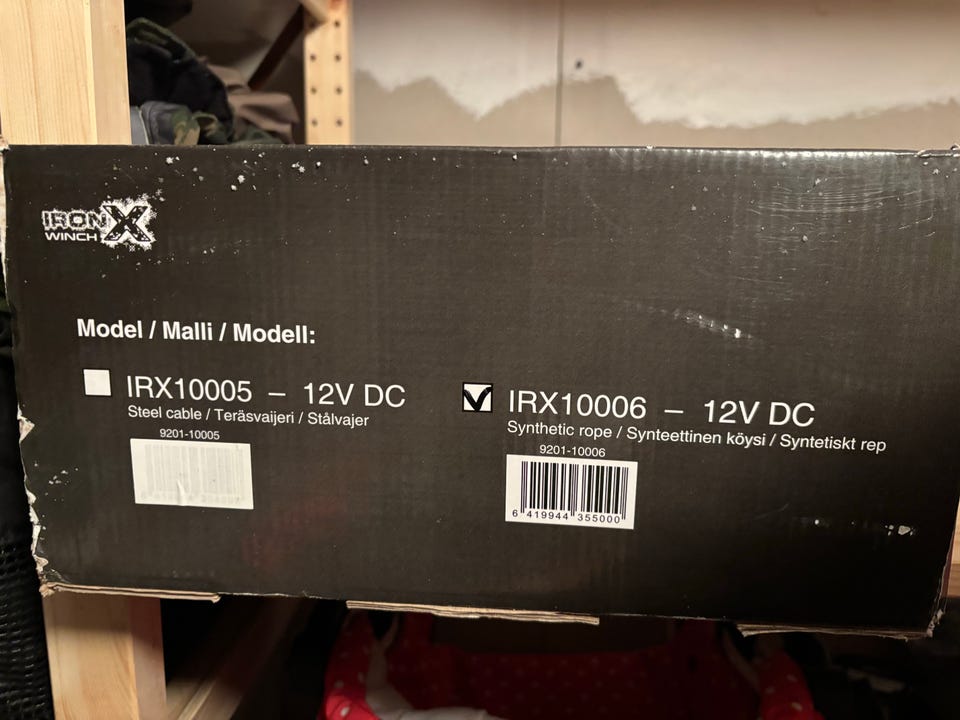 IRON X
WINCH
Model / Malli / Modell:
IRX10005 – 12V DC
Steel cable / Teräsvaijeri / Stålvajer
9201-10005
IRX10006 – 12V DC
Synthetic rope / Synteettinen köysi / Syntetiskt rep
9201-10006
6 419944 355000